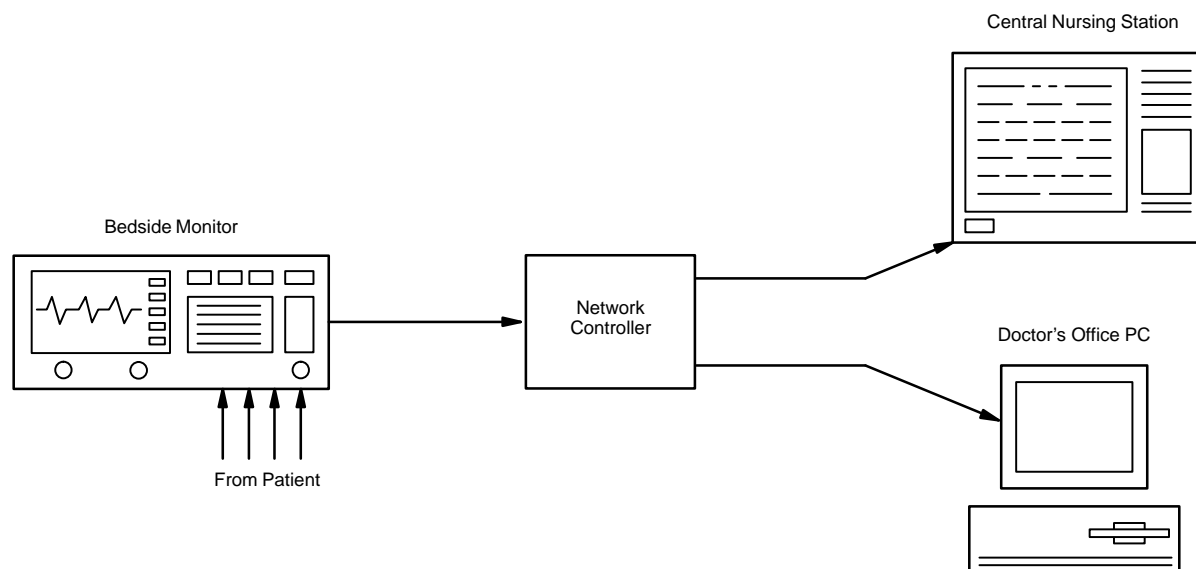 Central Nursing Station
Bedside Monitor
Network
Controller
Doctor's Office PC
From Patient